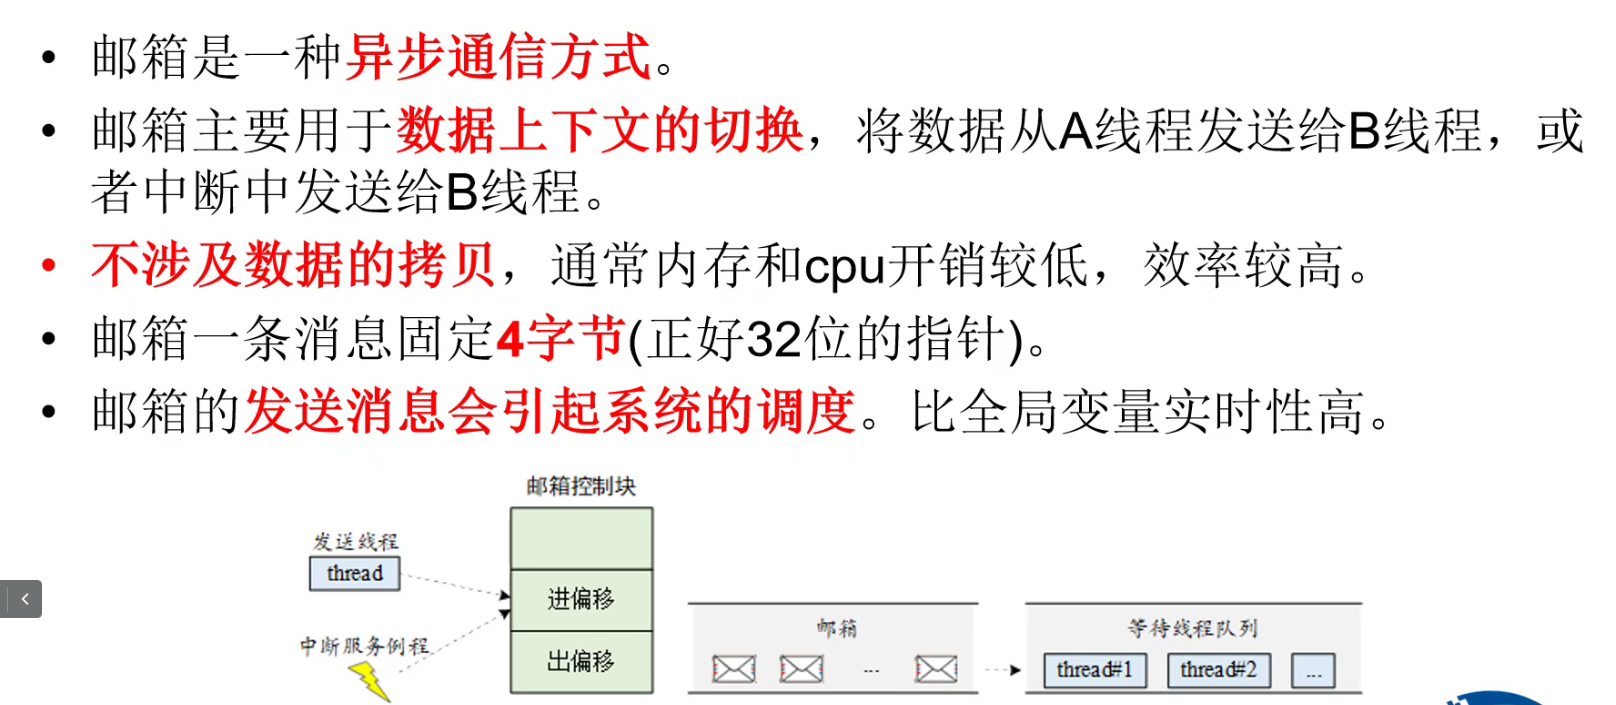 • 邮箱是一种异步通信方式。
• 邮箱主要用于数据上下文的切换，将数据从A线程发送给B线程，或
者中断中发送给B线程。
• 不涉及数据的拷贝，通常内存和cpu开销较低，效率较高。
• 邮箱一条消息固定4字节(正好32位的指针)。
• 邮箱的发送消息会引起系统的调度。比全局变量实时性高。
邮箱控制块
发送线程
thread
进偏移
中断服务例程
出偏移
邮箱
...
等待线程队列
thread#1
thread#2
...